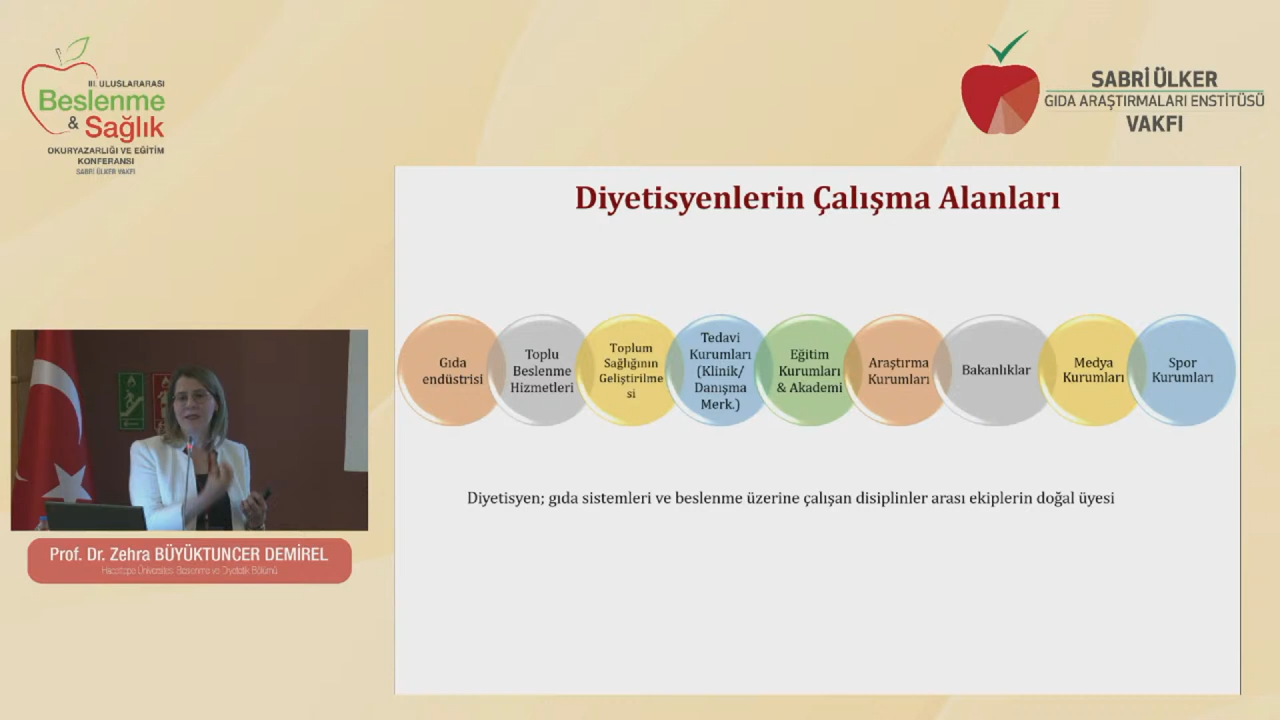 III. ULUSLARARASI
Beslenme
& Sağlık
OKURYAZARLIĞI VE EĞİTİM
KONFERANSI
SABRİ ÜLKER VAKFI
SABRİ ÜLKER
GIDA ARAŞTIRMALARI ENSTİTÜSÜ
VAKFI
Diyetisyenlerin Çalışma Alanları
Gıda
endüstrisi
Toplu
Beslenme
Hizmetleri
Toplum
Sağlığının
Geliştirilme
si
Tedavi
Kurumları
(Klinik/
Danışma
Merk.)
Eğitim
Kurumları
& Akademi
Araştırma
Kurumları
Bakanlıklar
Medya
Kurumları
Spor
Kurumları
Diyetisyen; gıda sistemleri ve beslenme üzerine çalışan disiplinler arası ekiplerin doğal üyesi
Prof. Dr. Zehra BÜYÜKTUNCER DEMİREL
Hacettepe Üniversitesi Beslenme ve Diyetetik Bölümü